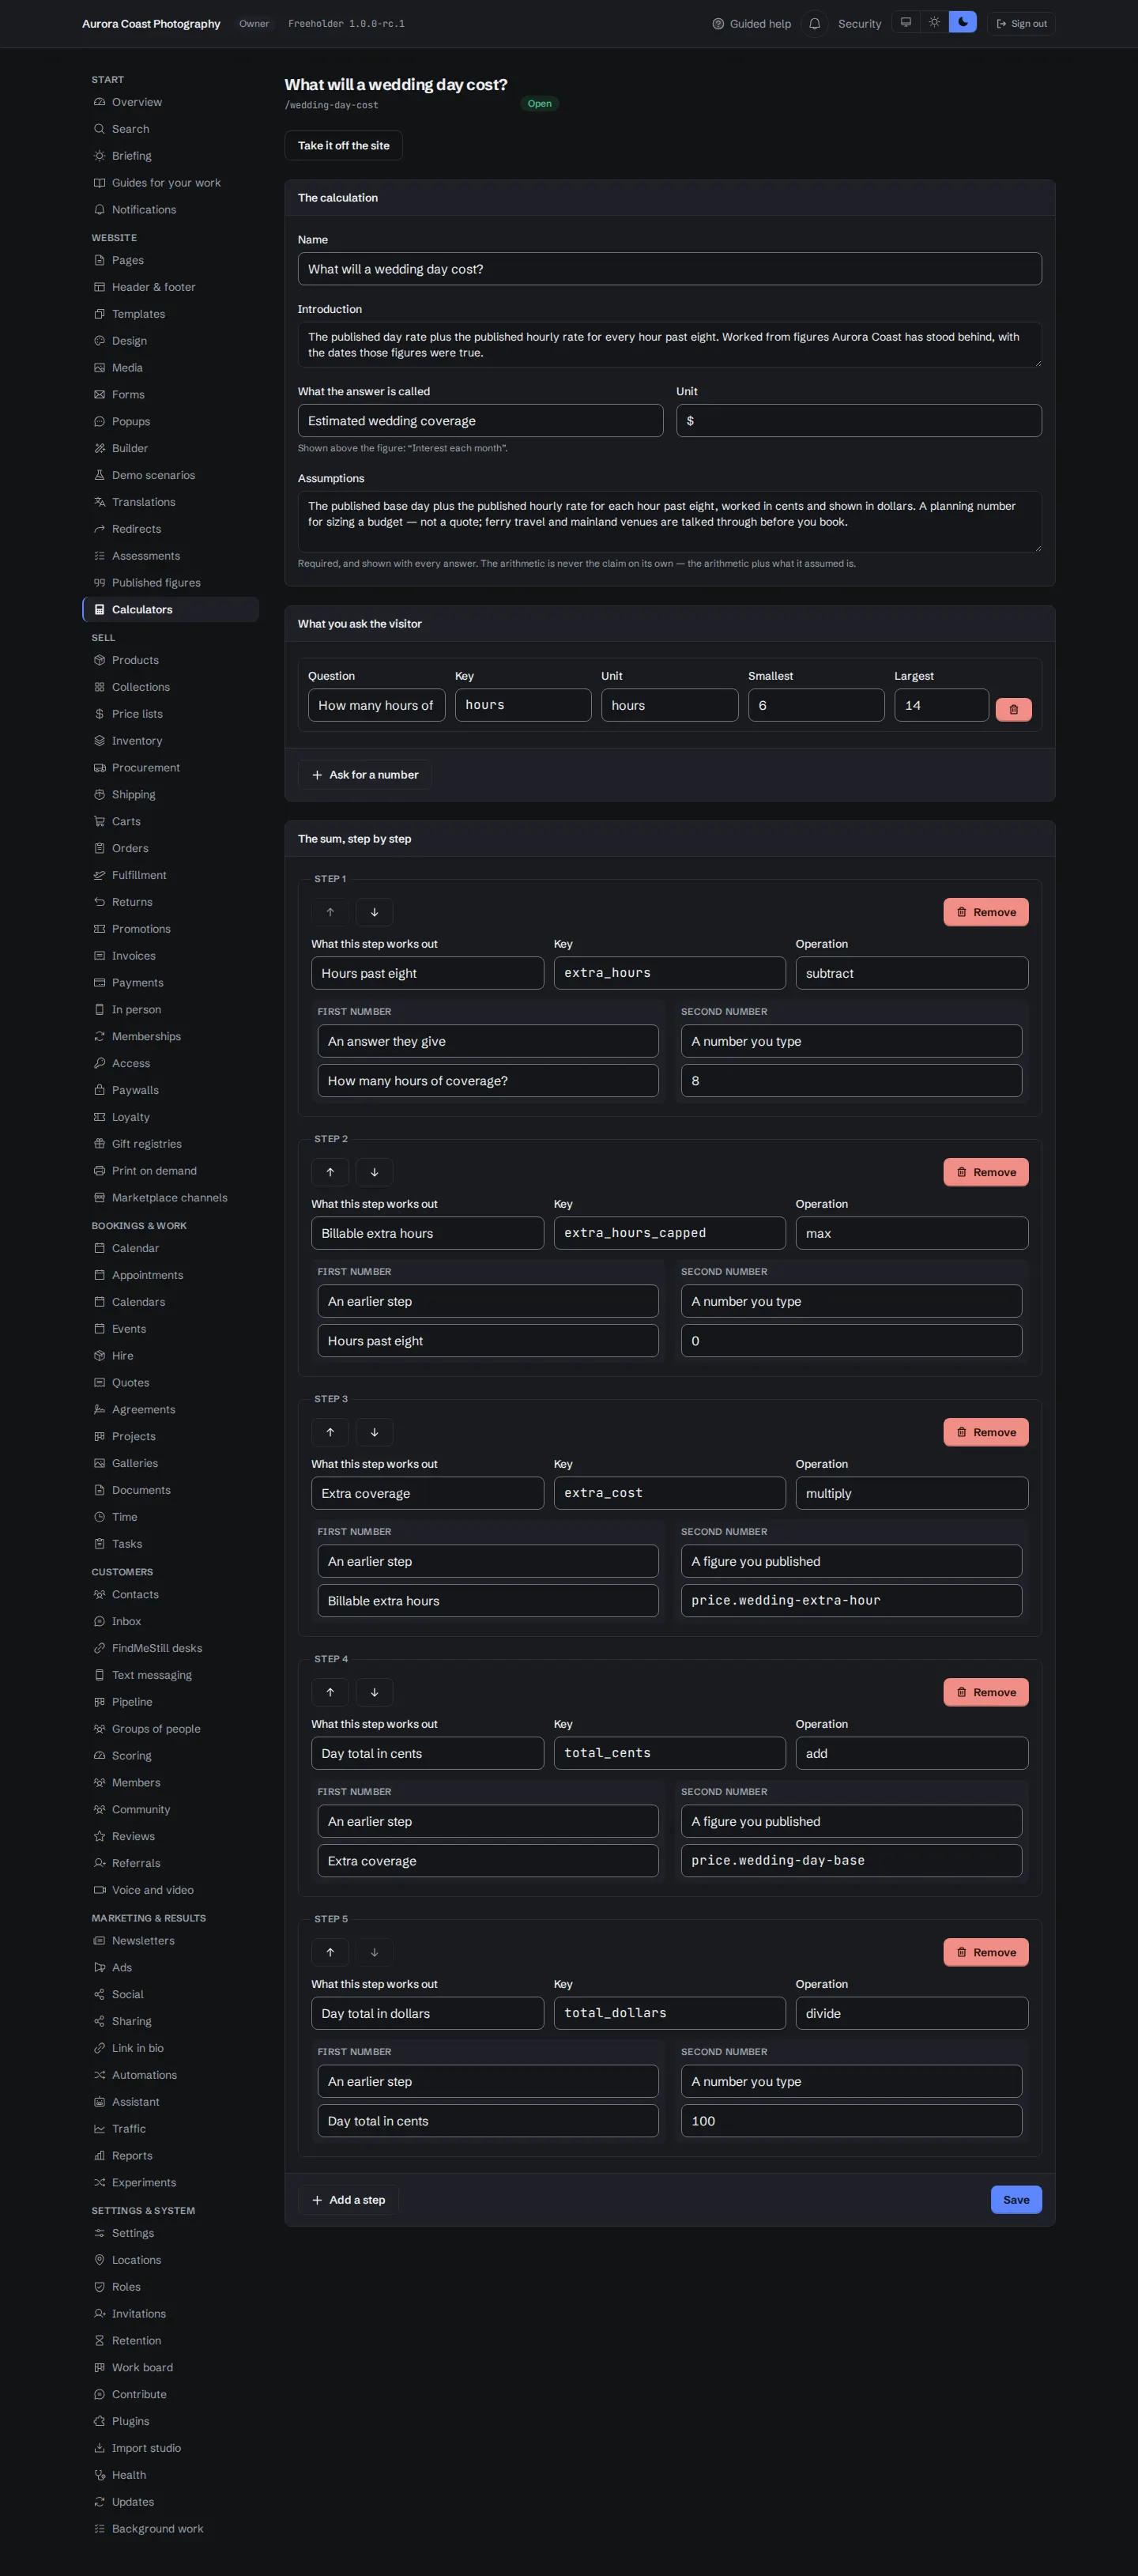 Aurora Coast Photography
Owner
Freeholder 1.0.0-rc.1
Guided help
Security
Sign out
START
Overview
Search
Briefing
Guides for your work
Notifications
WEBSITE
Pages
Header & footer
Templates
Design
Media
Forms
Popups
Builder
Demo scenarios
Translations
Redirects
Assessments
Published figures
Calculators
SELL
Products
Collections
Price lists
Inventory
Procurement
Shipping
Carts
Orders
Fulfillment
Returns
Promotions
Invoices
Payments
In person
Memberships
Access
Paywalls
Loyalty
Gift registries
Print on demand
Marketplace channels
BOOKINGS & WORK
Calendar
Appointments
Calendars
Events
Hire
Quotes
Agreements
Projects
Galleries
Documents
Time
Tasks
CUSTOMERS
Contacts
Inbox
FindMeStill desks
Text messaging
Pipeline
Groups of people
Scoring
Members
Community
Reviews
Referrals
Voice and video
MARKETING & RESULTS
Newsletters
Ads
Social
Sharing
Link in bio
Automations
Assistant
Traffic
Reports
Experiments
SETTINGS & SYSTEM
Settings
Locations
Roles
Invitations
Retention
Work board
Contribute
Plugins
Import studio
Health
Updates
Background work
What will a wedding day cost?
/wedding-day-cost
Open
Take it off the site
The calculation
Name
What will a wedding day cost?
Introduction
The published day rate plus the published hourly rate for every hour past eight. Worked from figures Aurora Coast has stood behind, with
the dates those figures were true.
What the answer is called
Unit
Estimated wedding coverage
$
Shown above the figure: “Interest each month”.
Assumptions
The published base day plus the published hourly rate for each hour past eight, worked in cents and shown in dollars. A planning number
for sizing a budget — not a quote; ferry travel and mainland venues are talked through before you book.
Required, and shown with every answer. The arithmetic is never the claim on its own — the arithmetic plus what it assumed is.
What you ask the visitor
Question
Key
Unit
Smallest
Largest
How many hours of
hours
hours
6
14
Ask for a number
The sum, step by step
STEP 1
Remove
What this step works out
Key
Operation
Hours past eight
extra_hours
subtract
FIRST NUMBER
SECOND NUMBER
An answer they give
A number you type
How many hours of coverage?
8
STEP 2
Remove
What this step works out
Key
Operation
Billable extra hours
extra_hours_capped
max
FIRST NUMBER
SECOND NUMBER
An earlier step
A number you type
Hours past eight
0
STEP 3
Remove
What this step works out
Key
Operation
Extra coverage
extra_cost
multiply
FIRST NUMBER
SECOND NUMBER
An earlier step
A figure you published
Billable extra hours
price.wedding-extra-hour
STEP 4
Remove
What this step works out
Key
Operation
Day total in cents
total_cents
add
FIRST NUMBER
SECOND NUMBER
An earlier step
A figure you published
Extra coverage
price.wedding-day-base
STEP 5
Remove
What this step works out
Key
Operation
Day total in dollars
total_dollars
divide
FIRST NUMBER
SECOND NUMBER
An earlier step
A number you type
Day total in cents
100
Add a step
Save